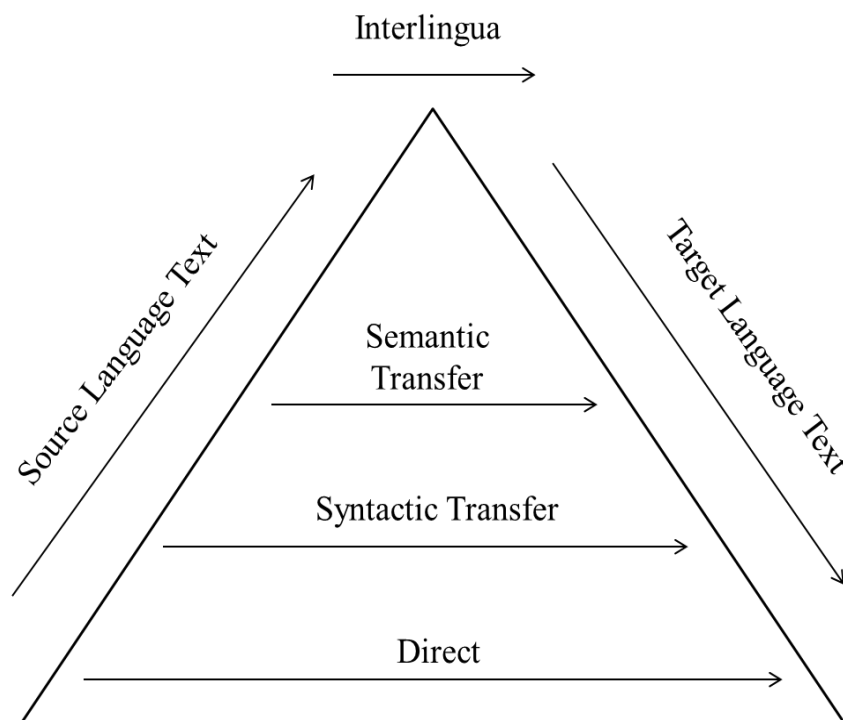 Interlingua
Source Language Text
Target Language Text
Semantic
Transfer
Syntactic Transfer
Direct